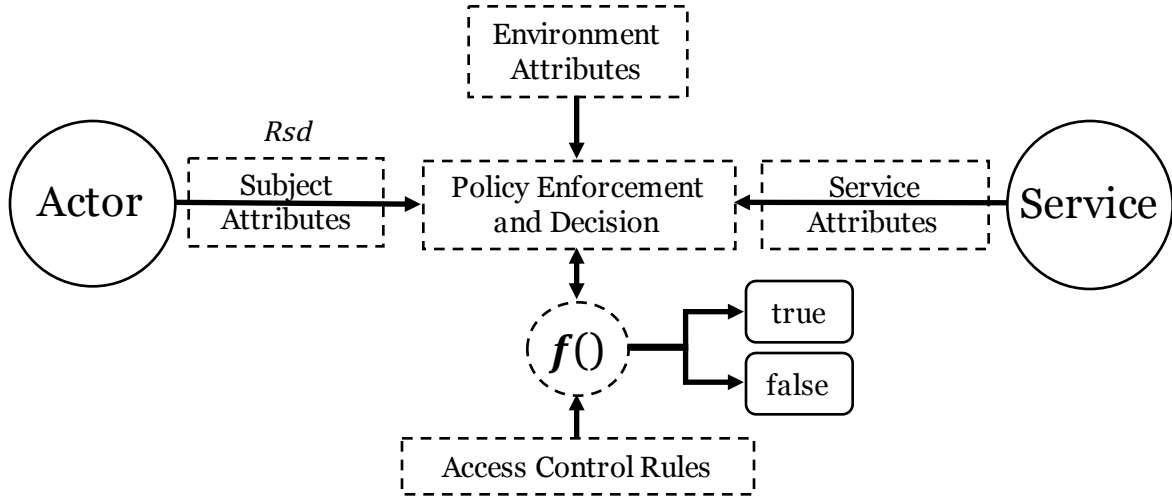 Environment
Attributes
Rsd
Actor
Subject
Attributes
Policy Enforcement
and Decision
Service
Attributes
Service
f()
true
false
Access Control Rules